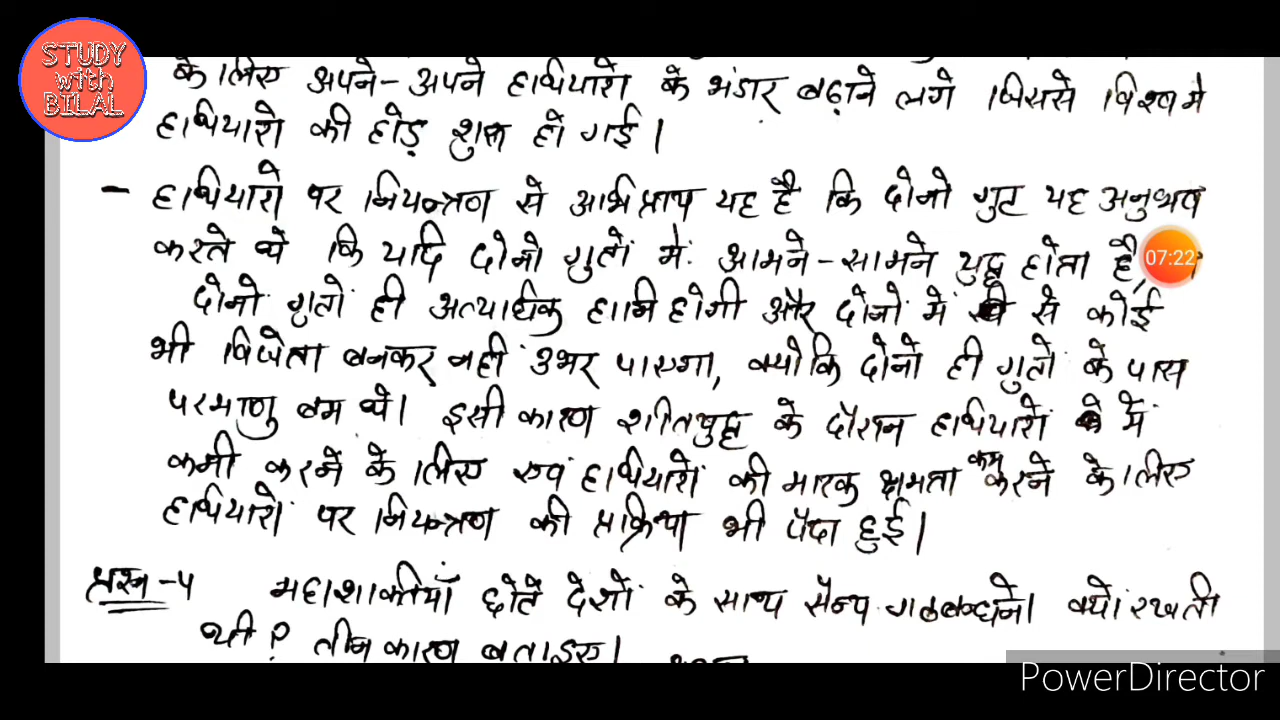 STUDY
with
BILAL
के लिए अपने-अपने हथियारो के भंडार बढ़ाने लगे जिससे विश्व मे
हथियारो की होड़ शुरू हो गई।
- हथियारो पर नियन्त्रण से अभिप्राय यह है कि दोनो गुट यह अनुभव
करते थे कि यदि दोनो गुतों में आमने-सामने युद्ध होता है,
07:22
दोनो गुतों ही अत्यधिक हानि होगी और दोनो में से कोई
भी विजेता बनकर नहीं उभर पाएगा, क्योकि दोनो ही गुतो के पास
परमाणु बम थे। इसी कारण शीतयुद्ध के दौरान हथियारो में
कमी करने के लिए एवं हथियारों की मारक क्षमता कम करने के लिए
हथियारो पर नियन्त्रण की प्रक्रिया भी पैदा हुई।
प्रश्न-4 महाशक्तीयाँ छोतें देशों के साथ सैन्य गठबन्धन क्यों रखती
थी? तीन कारण बताइए।
PowerDirector